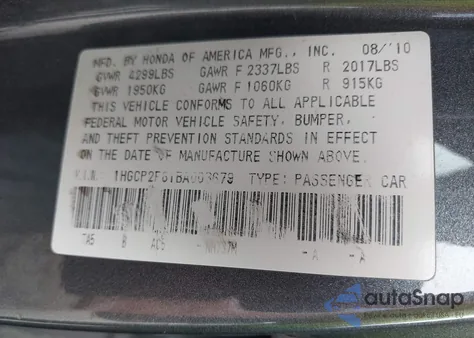 MFD. BY HONDA OF AMERICA MFG., INC. 08/'10
GVWR 4299LBS GAWR F 2337LBS R 2017LBS
GVWR 1950KG GAWR F 1060KG R 915KG
THIS VEHICLE CONFORMS TO ALL APPLICABLE
FEDERAL MOTOR VEHICLE SAFETY, BUMPER,
AND THEFT PREVENTION STANDARDS IN EFFECT
ON THE DATE OF MANUFACTURE SHOWN ABOVE.
V.I.N.: TYPE: PASSENGER CAR
TA5 B -A -A
autoSnap